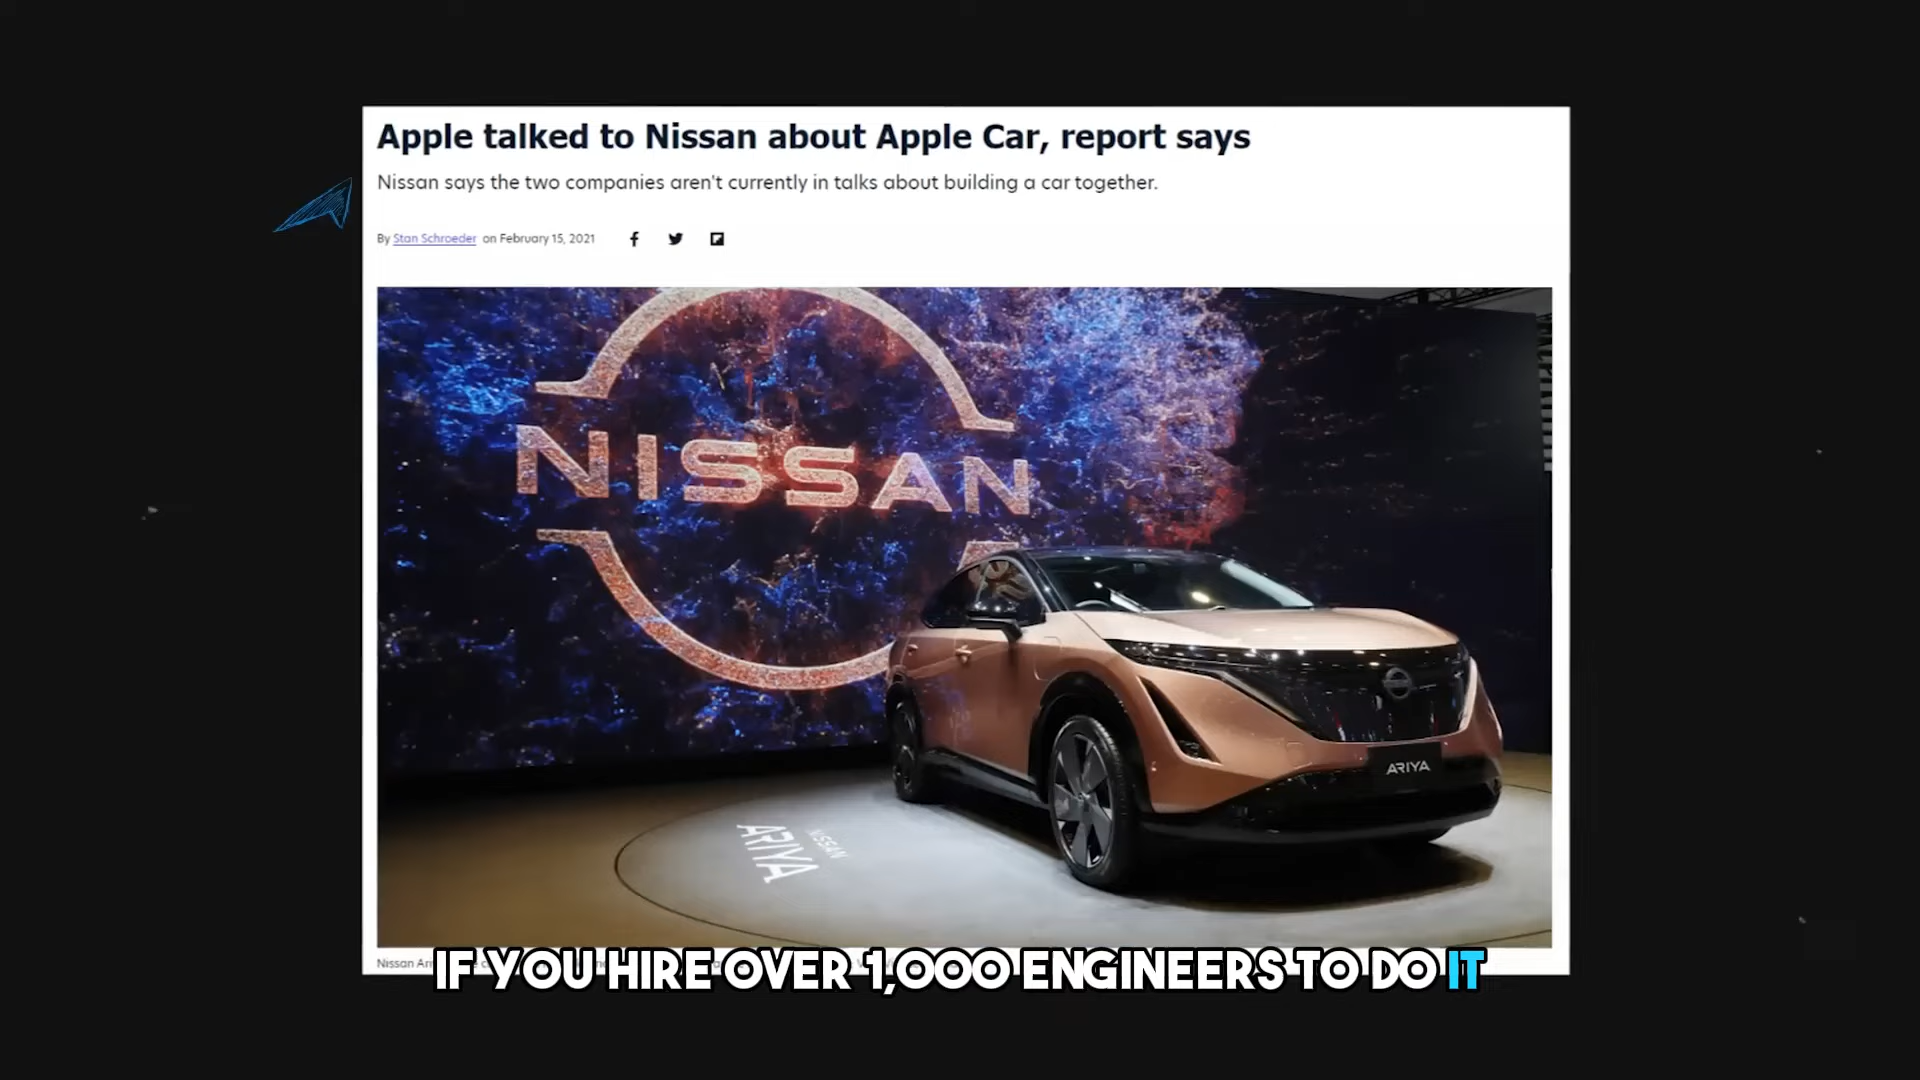 Apple talked to Nissan about Apple Car, report says
Nissan says the two companies aren't currently in talks about building a car together.
By Stan Schroeder on February 15, 2021
NISSAN
ARIYA
NISSAN
ARIYA
Nissan
IF YOU HIRE OVER 1,000 ENGINEERS TO DO IT